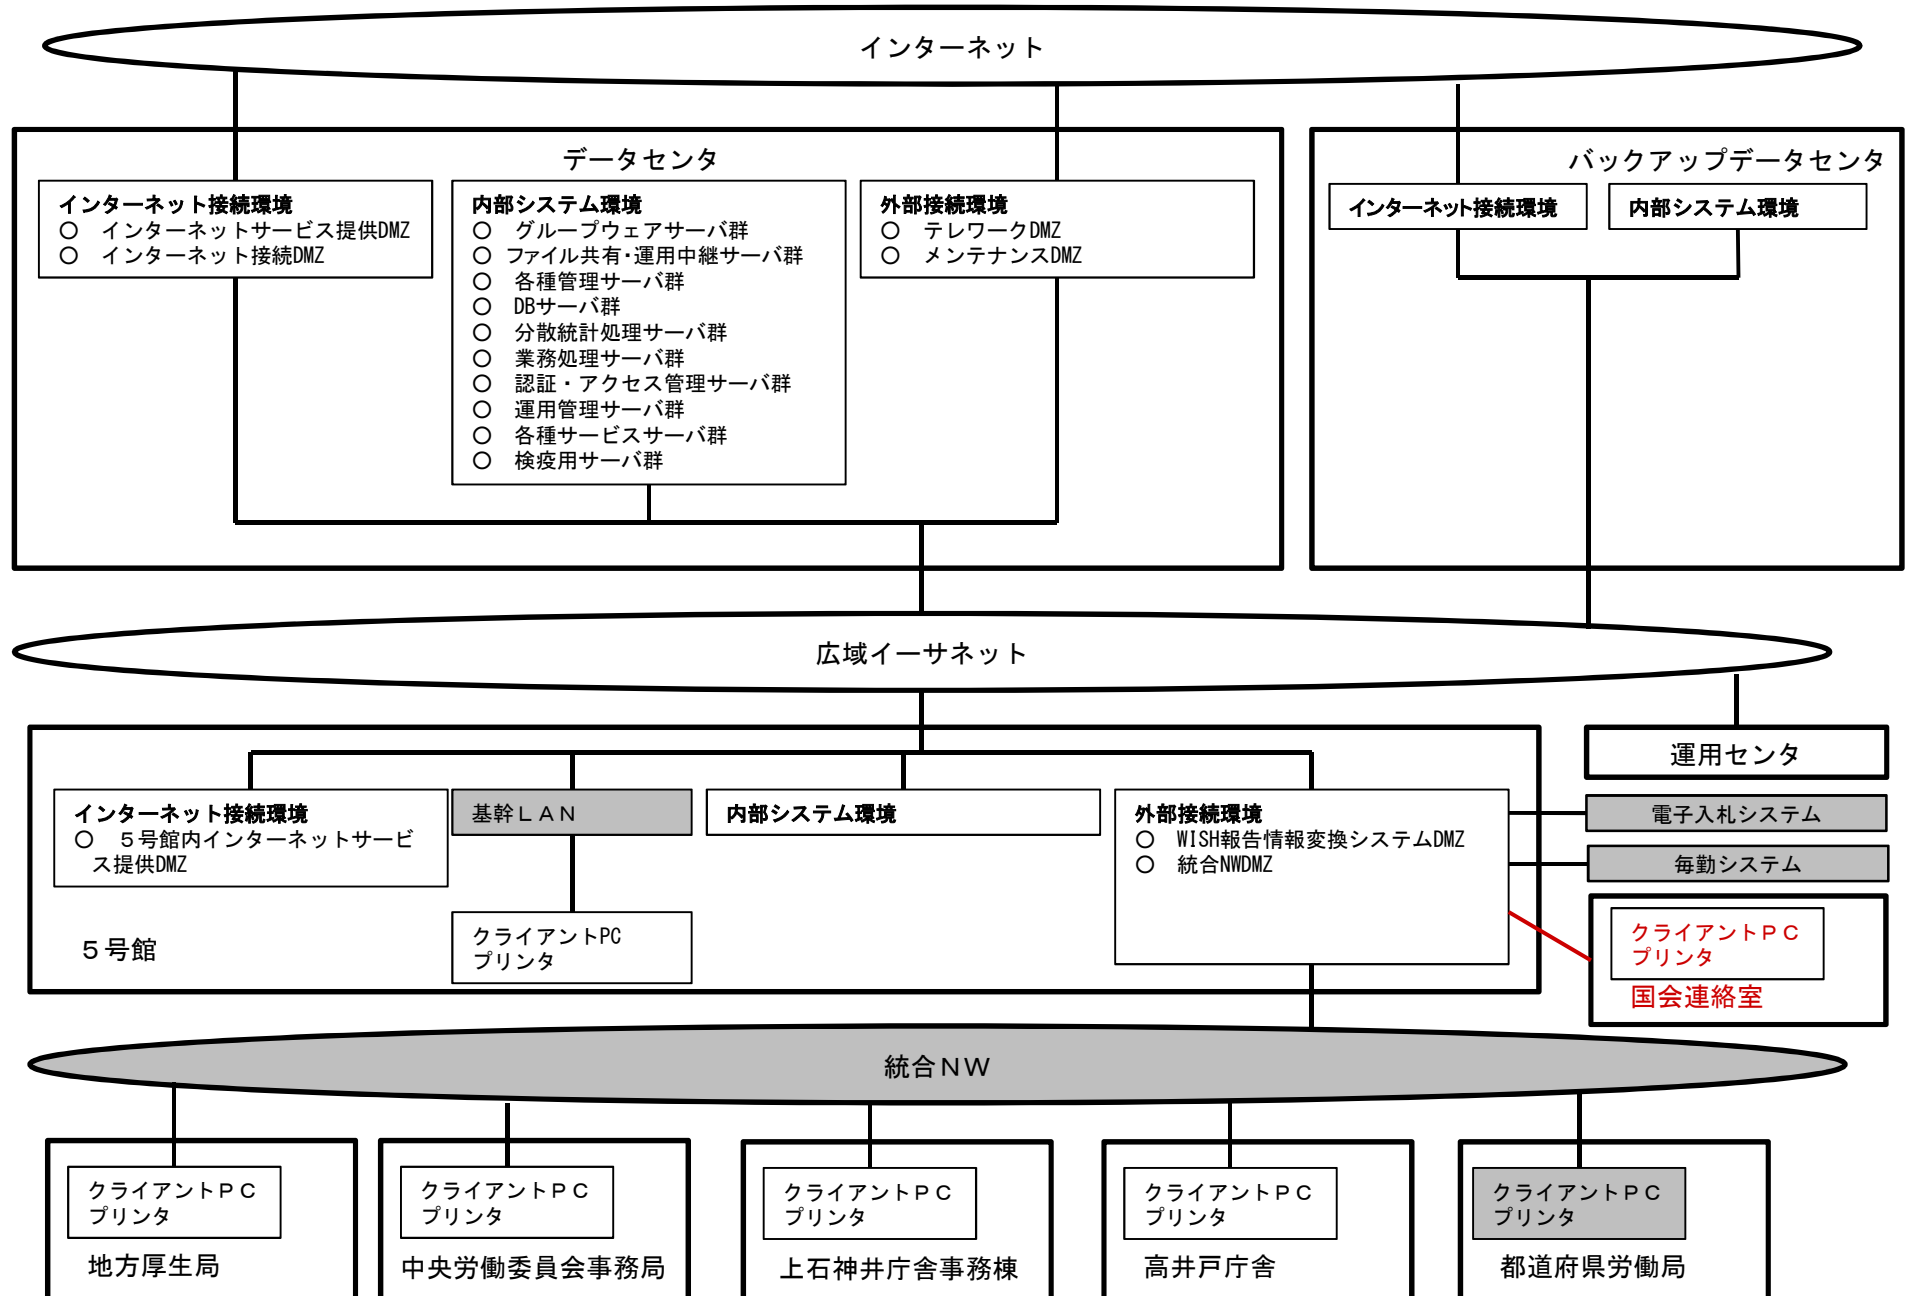 インターネット
データセンタ
インターネット接続環境
○　インターネットサービス提供DMZ
○　インターネット接続DMZ
内部システム環境
○　グループウェアサーバ群
○　ファイル共有・運用中継サーバ群
○　各種管理サーバ群
○　DBサーバ群
○　分散統計処理サーバ群
○　業務処理サーバ群
○　認証・アクセス管理サーバ群
○　運用管理サーバ群
○　各種サービスサーバ群
○　検疫用サーバ群
外部接続環境
○　テレワークDMZ
○　メンテナンスDMZ
バックアップデータセンタ
インターネット接続環境
内部システム環境
広域イーサネット
インターネット接続環境
○　５号館内インターネットサービ
ス提供DMZ
基幹ＬＡＮ
クライアントPC
プリンタ
内部システム環境
外部接続環境
○　WISH報告情報変換システムDMZ
○　統合NWDMZ
５号館
運用センタ
電子入札システム
毎勤システム
クライアントＰＣ
プリンタ
国会連絡室
統合ＮＷ
クライアントＰＣ
プリンタ
地方厚生局
クライアントＰＣ
プリンタ
中央労働委員会事務局
クライアントＰＣ
プリンタ
上石神井庁舎事務棟
クライアントＰＣ
プリンタ
高井戸庁舎
クライアントＰＣ
プリンタ
都道府県労働局